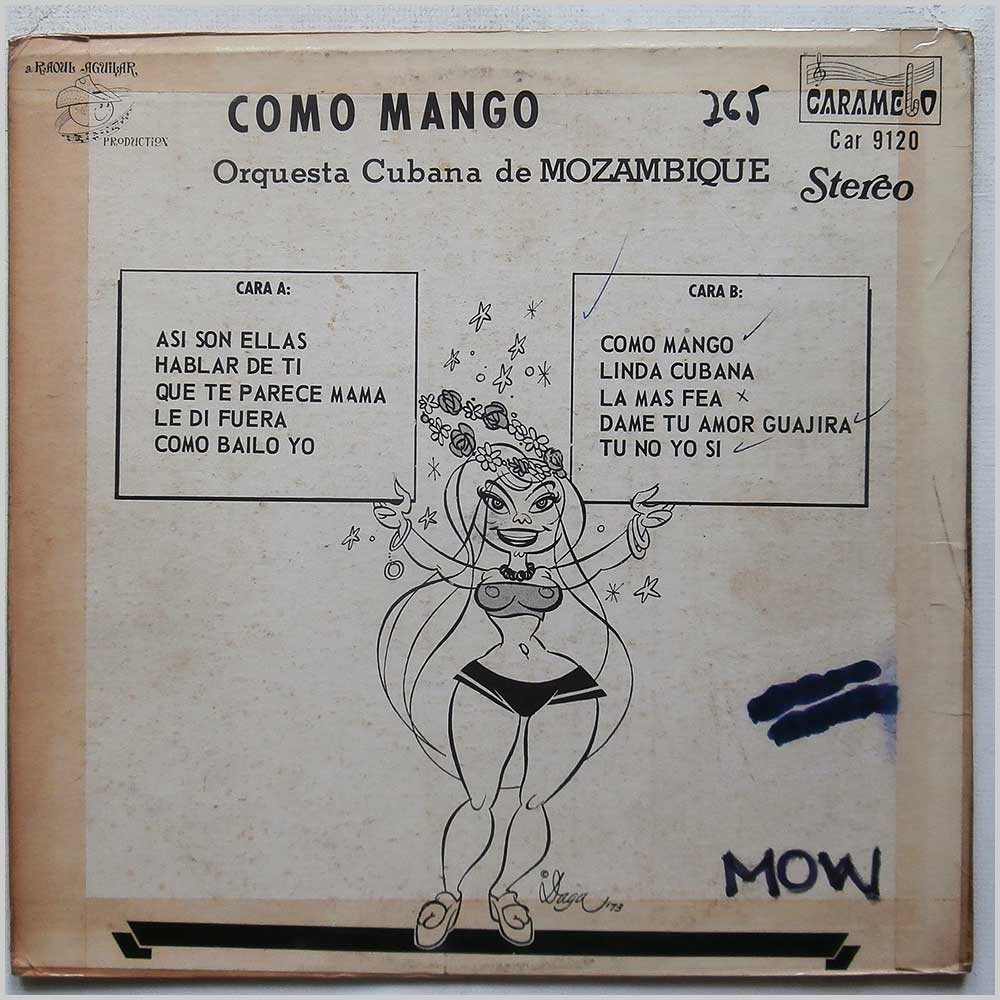 a RAOUL AGUILAR
PRODUCTION
COMO MANGO
265
CARAMELO
Car 9120
Orquesta Cubana de MOZAMBIQUE
Stereo
CARA A:
ASI SON ELLAS
HABLAR DE TI
QUE TE PARECE MAMA
LE DI FUERA
COMO BAILO YO
CARA B:
COMO MANGO
LINDA CUBANA
LA MAS FEA
DAME TU AMOR GUAJIRA
TU NO YO SI
MOW
© Daga '73